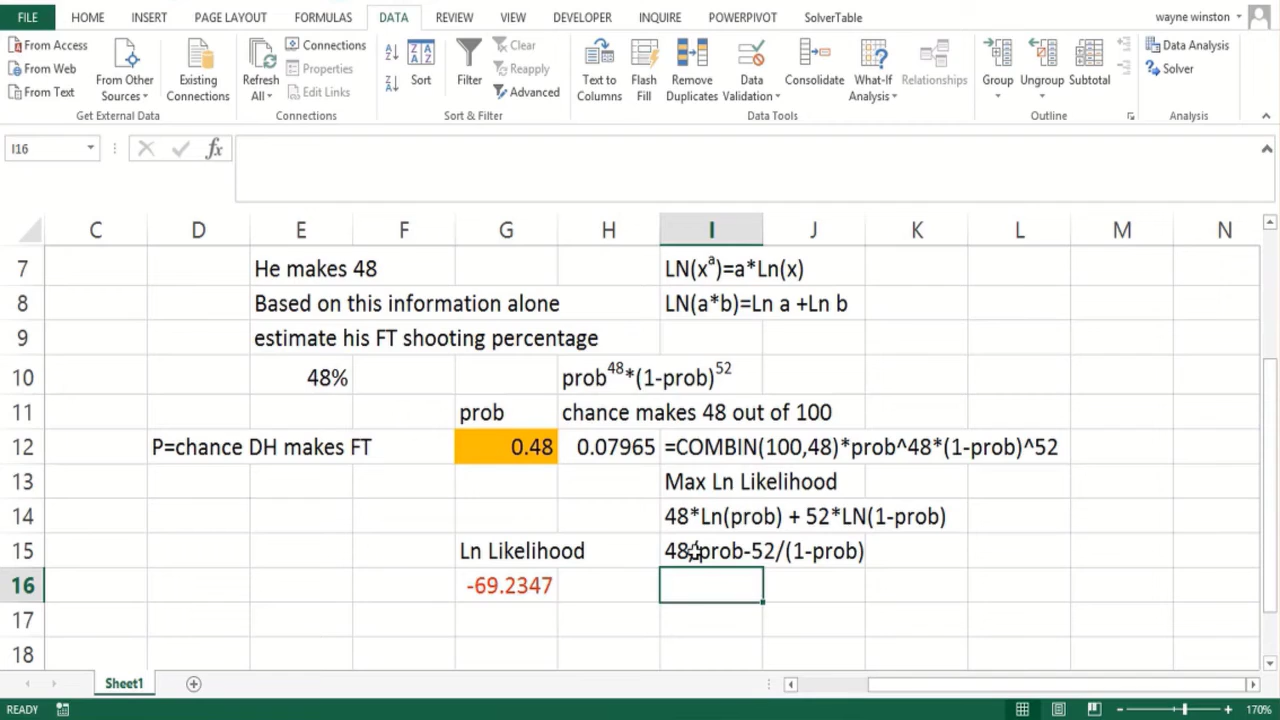 FILE HOME INSERT PAGE LAYOUT FORMULAS DATA REVIEW VIEW DEVELOPER INQUIRE POWERPIVOT SolverTable wayne winston
From Access
From Web
From Text
From Other
Sources
Existing
Connections
Get External Data
Refresh
All
Connections
Properties
Edit Links
Connections
Sort
Filter
Clear
Reapply
Advanced
Sort & Filter
Text to
Columns
Flash
Fill
Remove
Duplicates
Data
Validation
Consolidate
What-If
Analysis
Relationships
Data Tools
Group
Ungroup
Subtotal
Outline
Data Analysis
Solver
Analysis
I16 fx
C D E F G H I J K L M N
7 He makes 48 LN(xᵃ)=a*Ln(x)
8 Based on this information alone LN(a*b)=Ln a +Ln b
9 estimate his FT shooting percentage
10 48% prob⁴⁸*(1-prob)⁵²
11 prob chance makes 48 out of 100
12 P=chance DH makes FT 0.48 0.07965 =COMBIN(100,48)*prob^48*(1-prob)^52
13 Max Ln Likelihood
14 48*Ln(prob) + 52*LN(1-prob)
15 Ln Likelihood 48/prob-52/(1-prob)
16 -69.2347
17
18
Sheet1
READY 170%